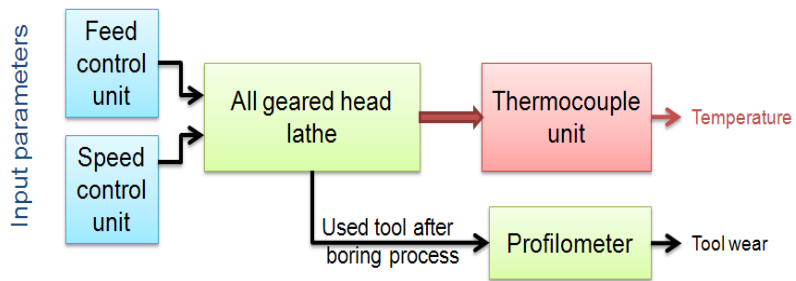 Input parameters
Feed
control
unit
Speed
control
unit
All geared head
lathe
Thermocouple
unit
Temperature
Used tool after
boring process
Profilometer
Tool wear